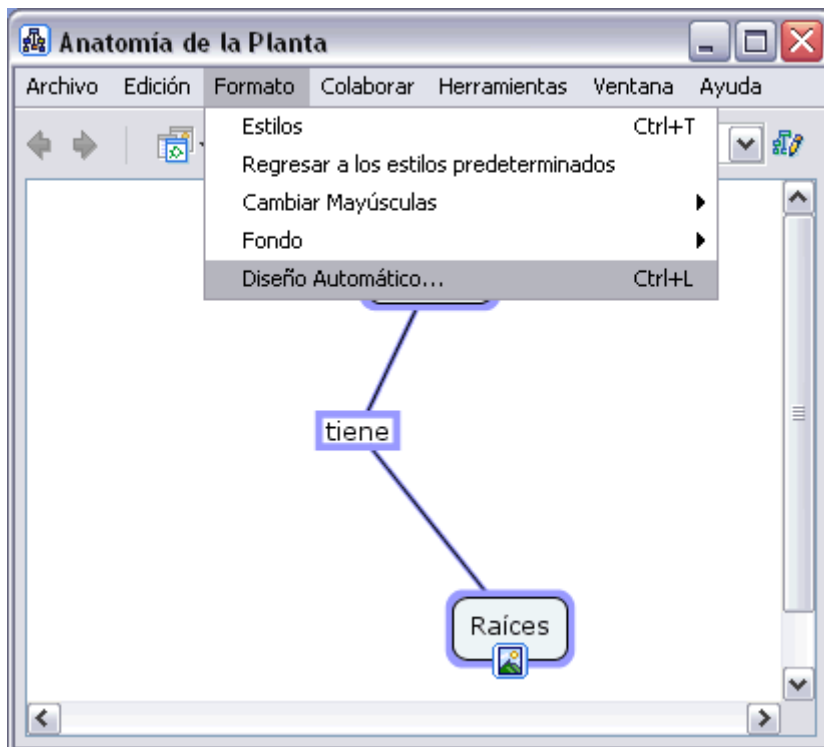 Anatomía de la Planta
Archivo Edición Formato Colaborar Herramientas Ventana Ayuda
Estilos Ctrl+T
Regresar a los estilos predeterminados
Cambiar Mayúsculas
Fondo
Diseño Automático... Ctrl+L
tiene
Raíces